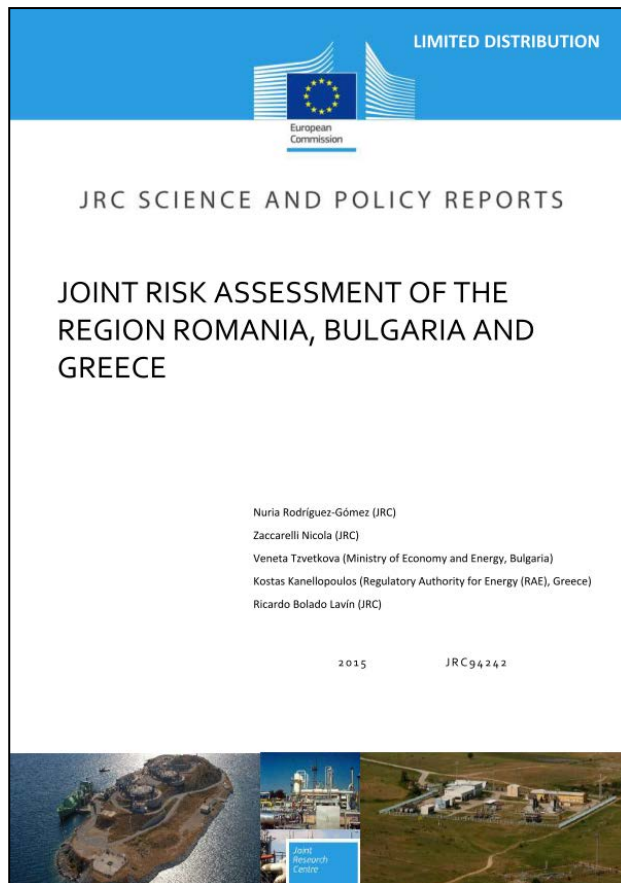 LIMITED DISTRIBUTION
European
Commission
JRC SCIENCE AND POLICY REPORTS
JOINT RISK ASSESSMENT OF THE
REGION ROMANIA, BULGARIA AND
GREECE
Nuria Rodríguez-Gómez (JRC)
Zaccarelli Nicola (JRC)
Veneta Tzvetkova (Ministry of Economy and Energy, Bulgaria)
Kostas Kanellopoulos (Regulatory Authority for Energy (RAE), Greece)
Ricardo Bolado Lavín (JRC)
2015 JRC94242
Joint
Research
Centre